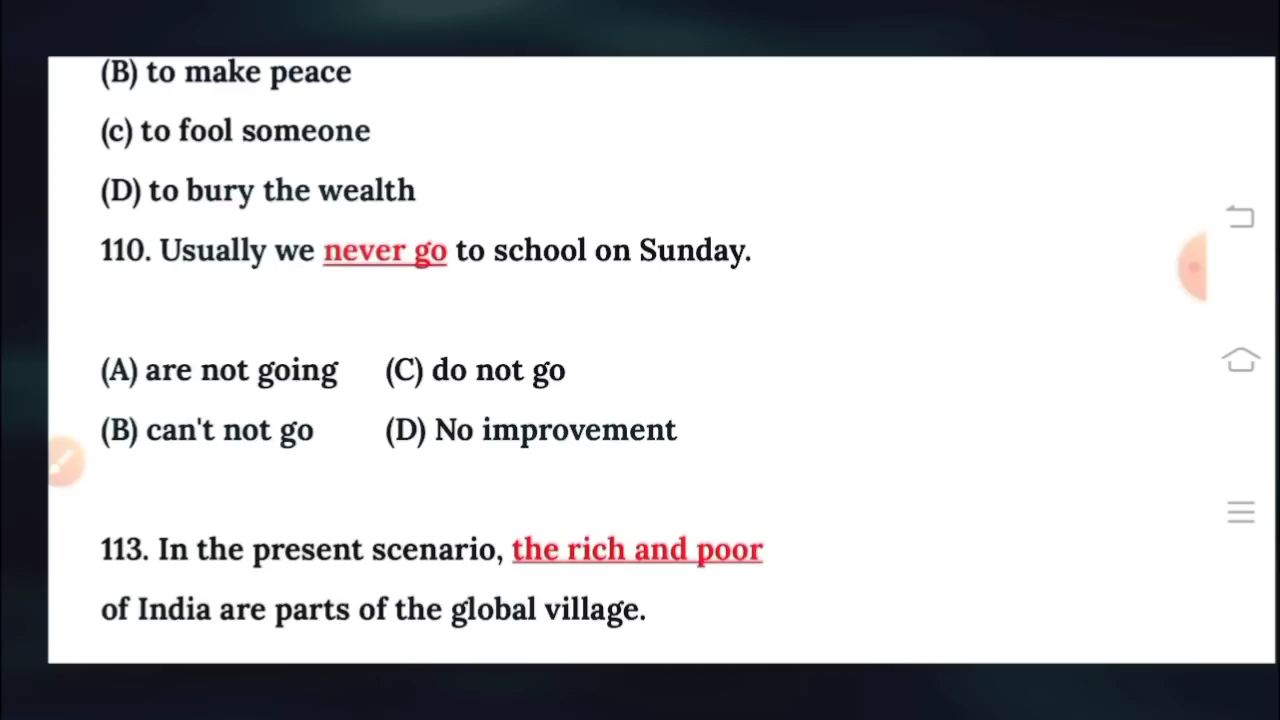 (B) to make peace
(c) to fool someone
(D) to bury the wealth
110. Usually we never go to school on Sunday.
(A) are not going (C) do not go
(B) can't not go (D) No improvement
113. In the present scenario, the rich and poor
of India are parts of the global village.